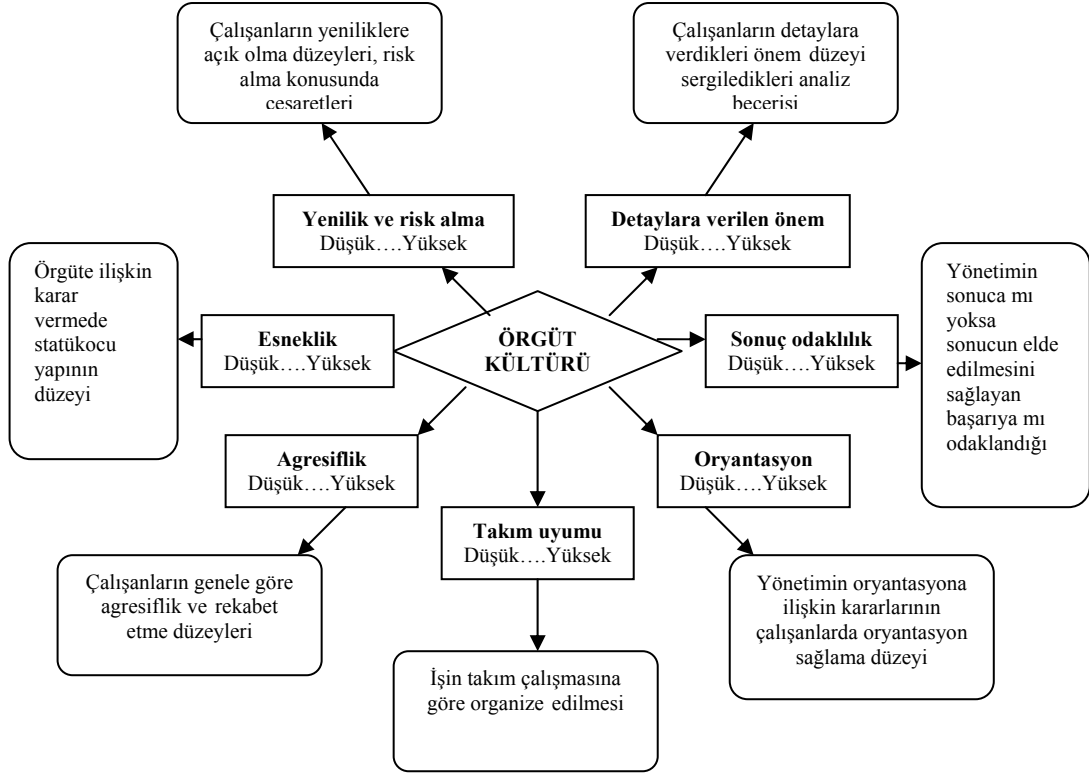 Çalışanların yeniliklere
açık olma düzeyleri, risk
alma konusunda
cesaretleri
Çalışanların detaylara
verdikleri önem düzeyi
sergiledikleri analiz
becerisi
Yenilik ve risk alma
Düşük….Yüksek
Detaylara verilen önem
Düşük….Yüksek
Örgüte ilişkin
karar
vermede
statükocu
yapının
düzeyi
Esneklik
Düşük….Yüksek
ÖRGÜT
KÜLTÜRÜ
Sonuç odaklılık
Düşük….Yüksek
Yönetimin
sonuca mı
yoksa
sonucun elde
edilmesini
sağlayan
başarıya mı
odaklandığı
Agresiflik
Düşük….Yüksek
Oryantasyon
Düşük….Yüksek
Takım uyumu
Düşük….Yüksek
Çalışanların genele göre
agresiflik ve rekabet
etme düzeyleri
Yönetimin oryantasyona
ilişkin kararlarının
çalışanlarda oryantasyon
sağlama düzeyi
İşin takım çalışmasına
göre organize edilmesi